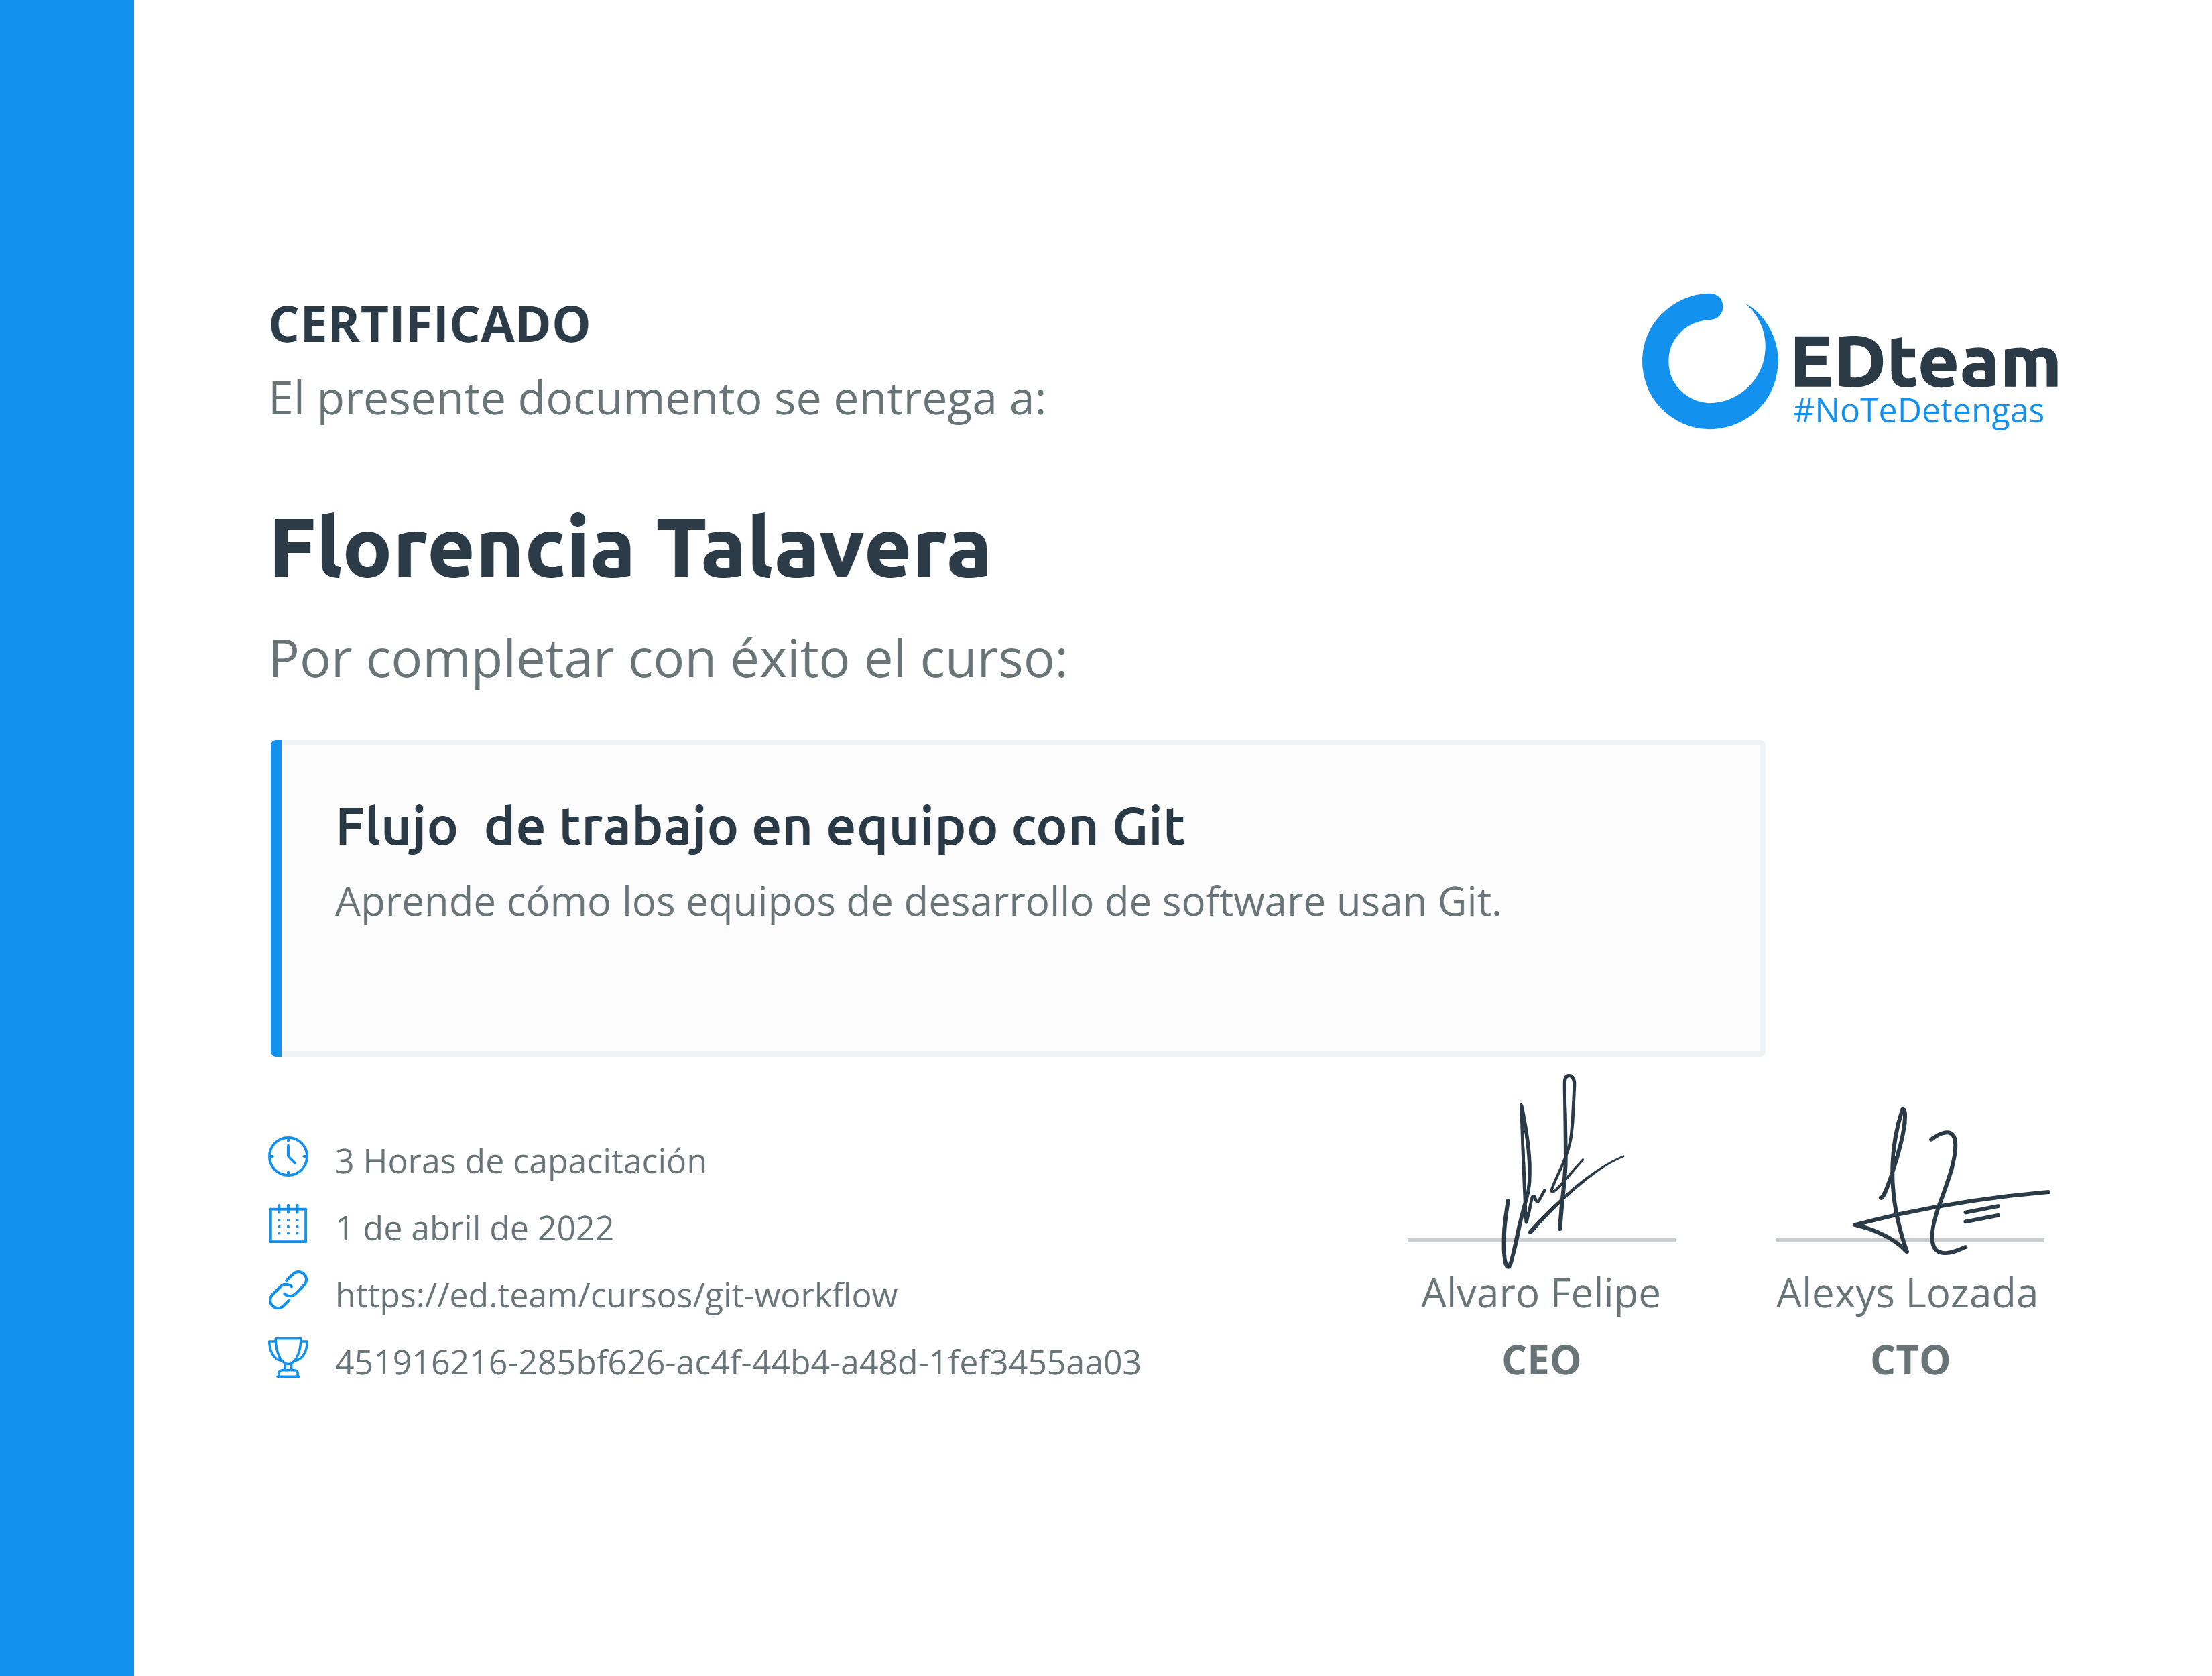 CERTIFICADO
El presente documento se entrega a:
EDteam
#NoTeDetengas
Florencia Talavera
Por completar con éxito el curso:
Flujo  de trabajo en equipo con Git
Aprende cómo los equipos de desarrollo de software usan Git.
3 Horas de capacitación
1 de abril de 2022
https://ed.team/cursos/git-workflow
451916216-285bf626-ac4f-44b4-a48d-1fef3455aa03
Alvaro Felipe
CEO
Alexys Lozada
CTO